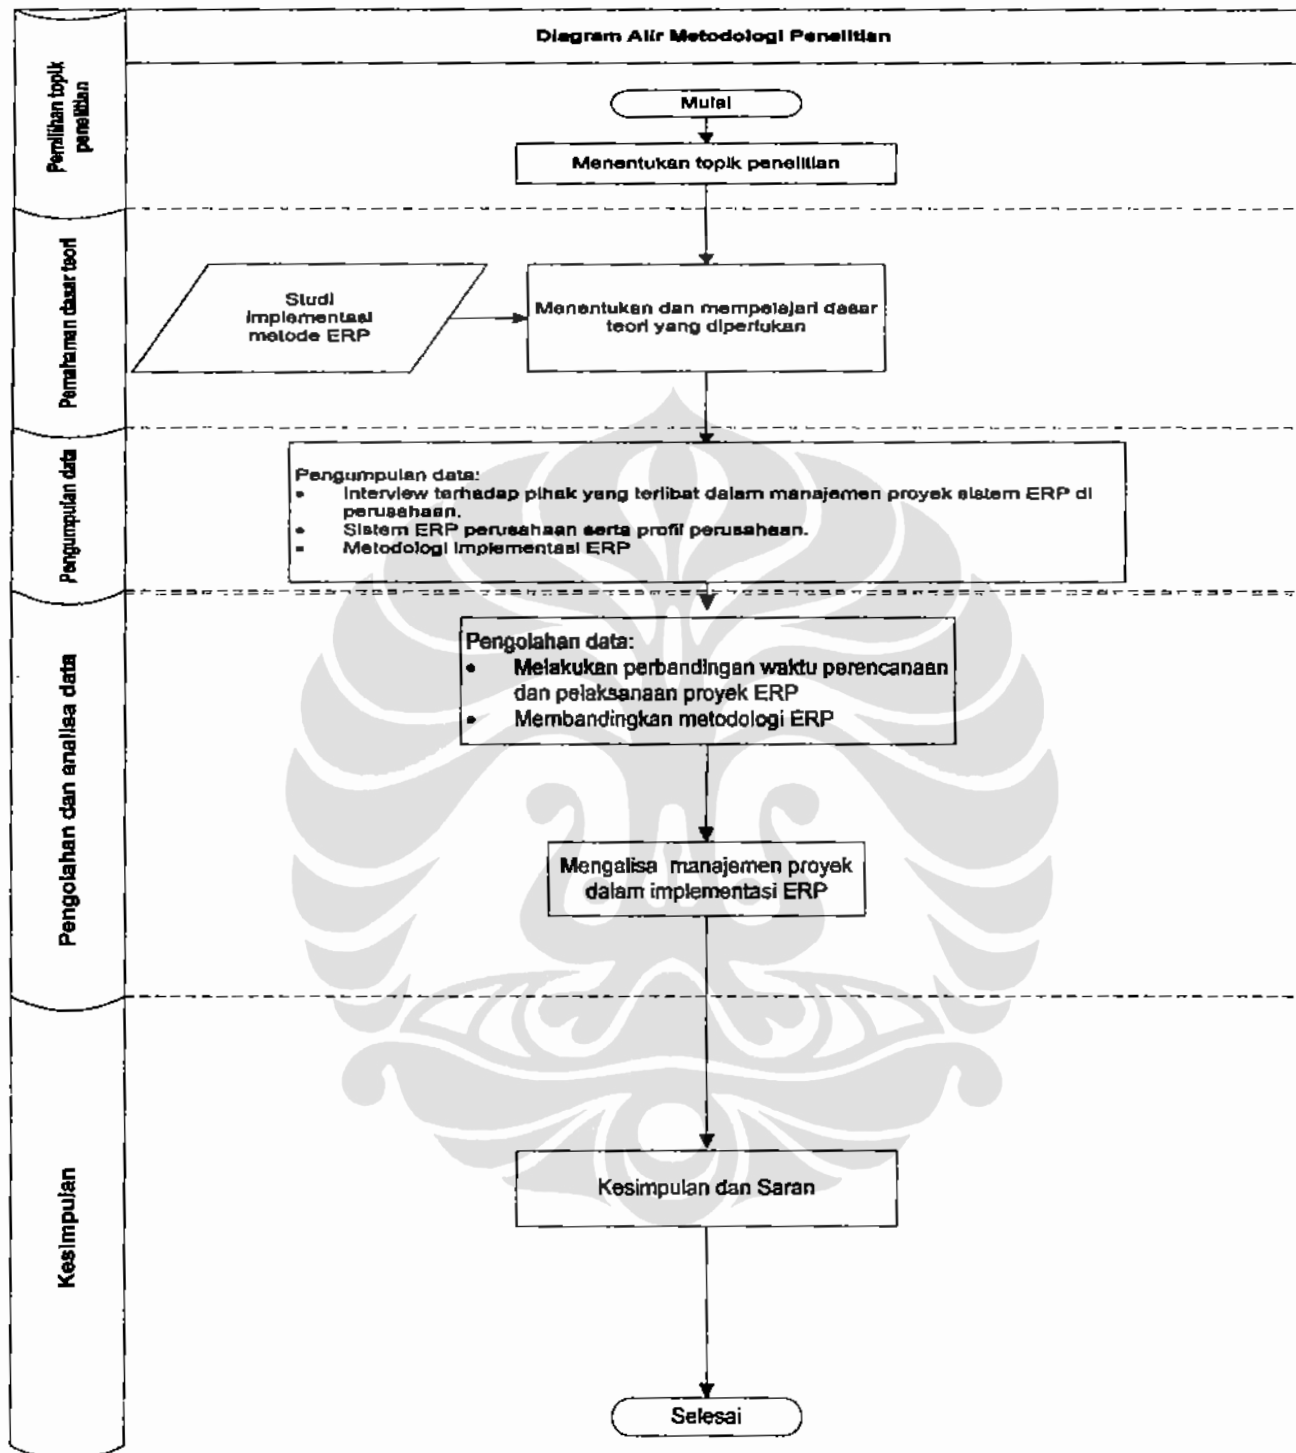 Diagram Alir Metodologi Penelitian
Pemilihan topik
penelitian
Mulai
Menentukan topik penelitian
Pemahaman dasar teori
Studi
implementasi
metode ERP
Menentukan dan mempelajari dasar
teori yang diperlukan
Pengumpulan data
Pengumpulan data:
• Interview terhadap pihak yang terlibat dalam manajemen proyek sistem ERP di
perusahaan.
• Sistem ERP perusahaan serta profil perusahaan.
• Metodologi implementasi ERP
Pengolahan dan analisa data
Pengolahan data:
• Melakukan perbandingan waktu perencanaan
dan pelaksanaan proyek ERP
• Membandingkan metodologi ERP
Mengalisa manajemen proyek
dalam implementasi ERP
Kesimpulan
Kesimpulan dan Saran
Selesai